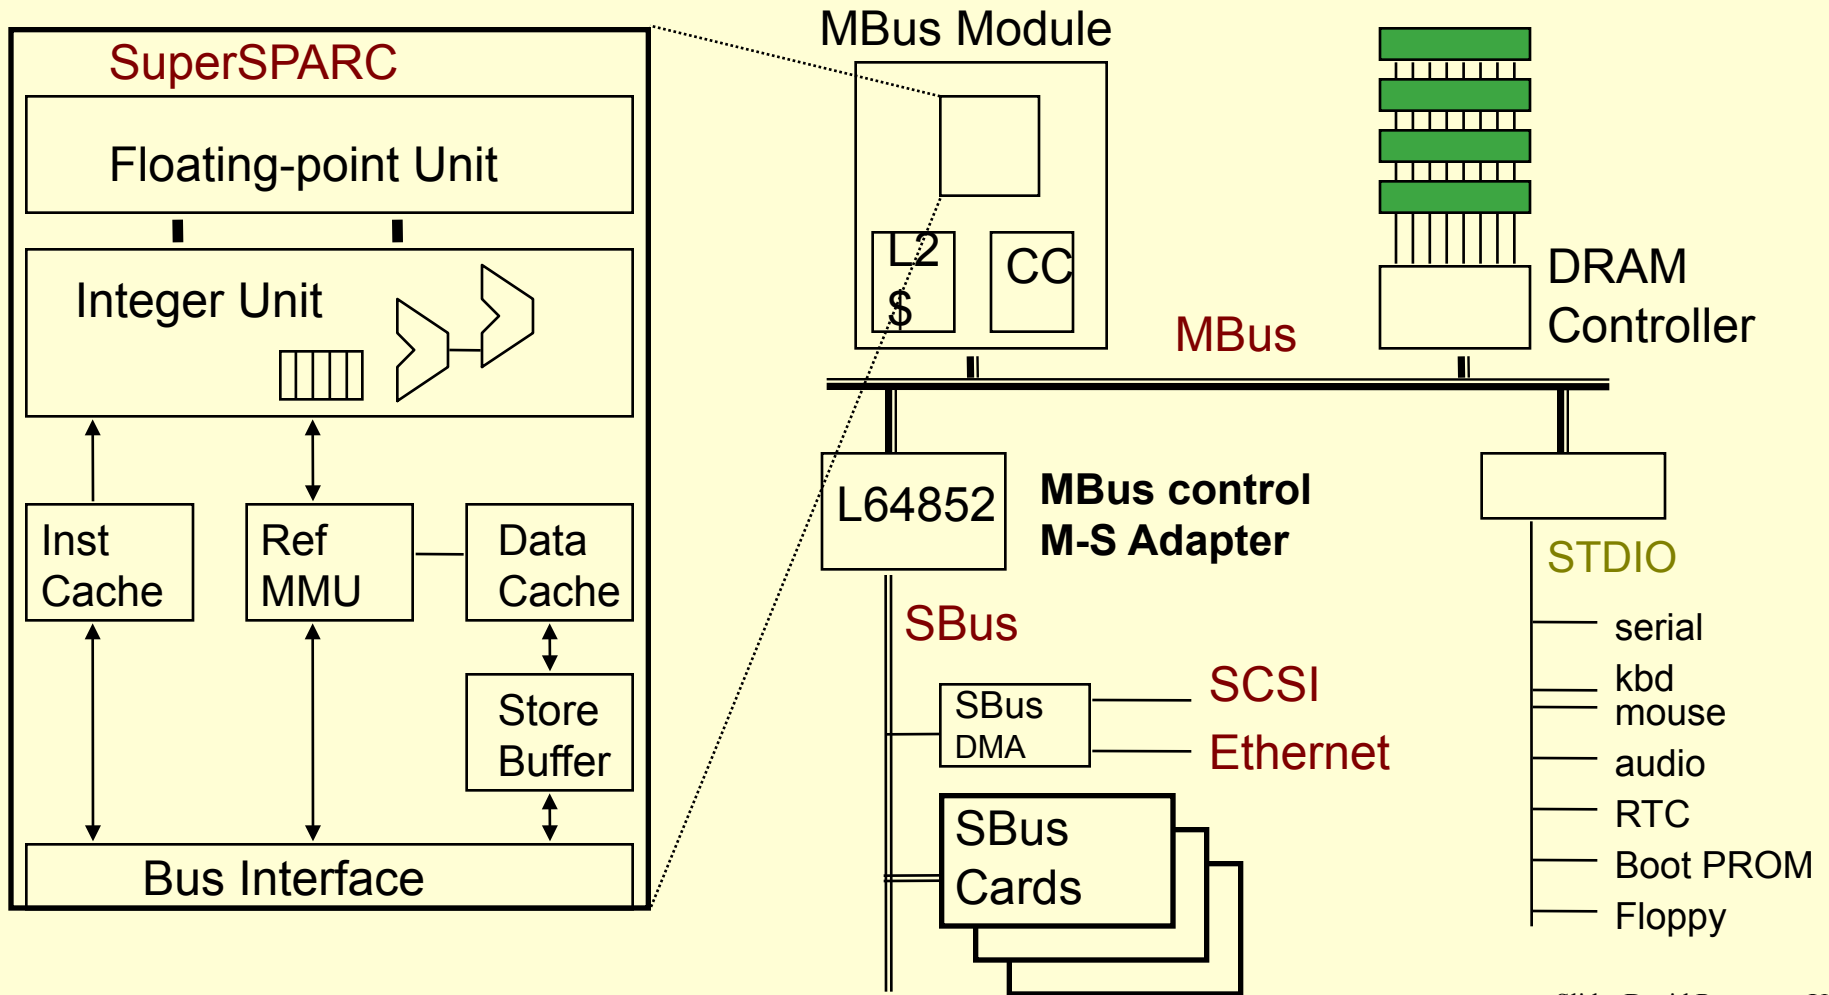 SuperSPARC
Floating-point Unit
Integer Unit
Inst
Cache
Ref
MMU
Data
Cache
Store
Buffer
Bus Interface
MBus Module
L2
$
CC
MBus
DRAM
Controller
L64852
MBus control
M-S Adapter
SBus
SBus
DMA
SCSI
Ethernet
SBus
Cards
STDIO
serial
kbd
mouse
audio
RTC
Boot PROM
Floppy